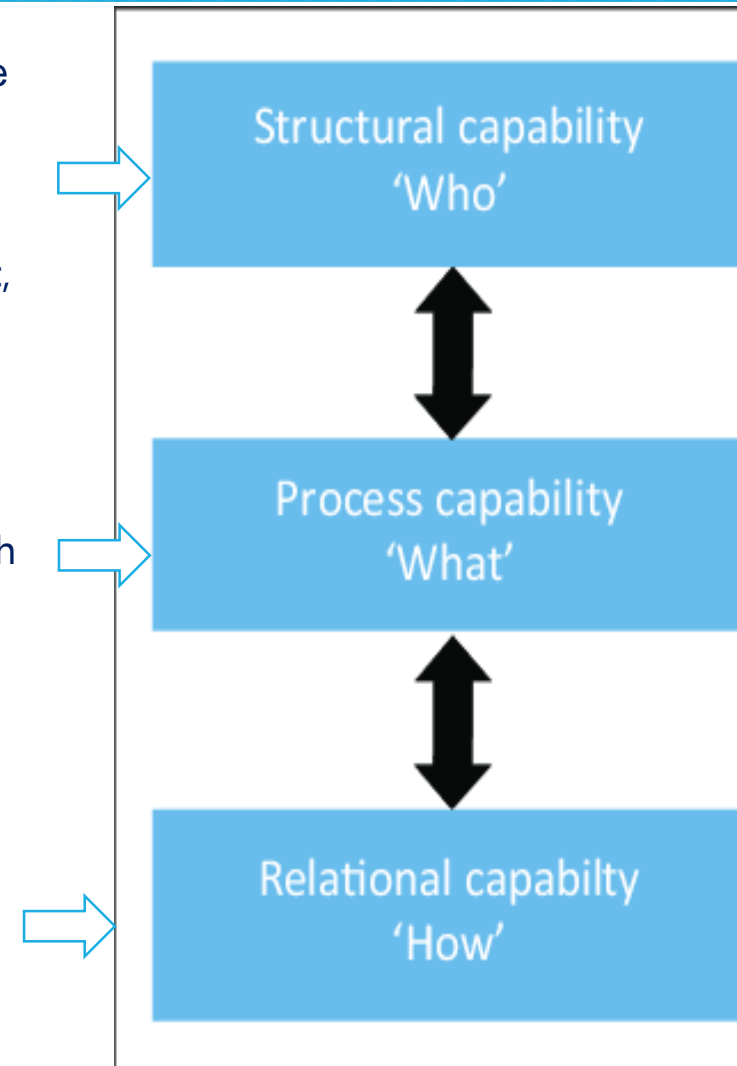 Structural capability
‘Who’
Process capability
‘What’
Relational capabilty
‘How’